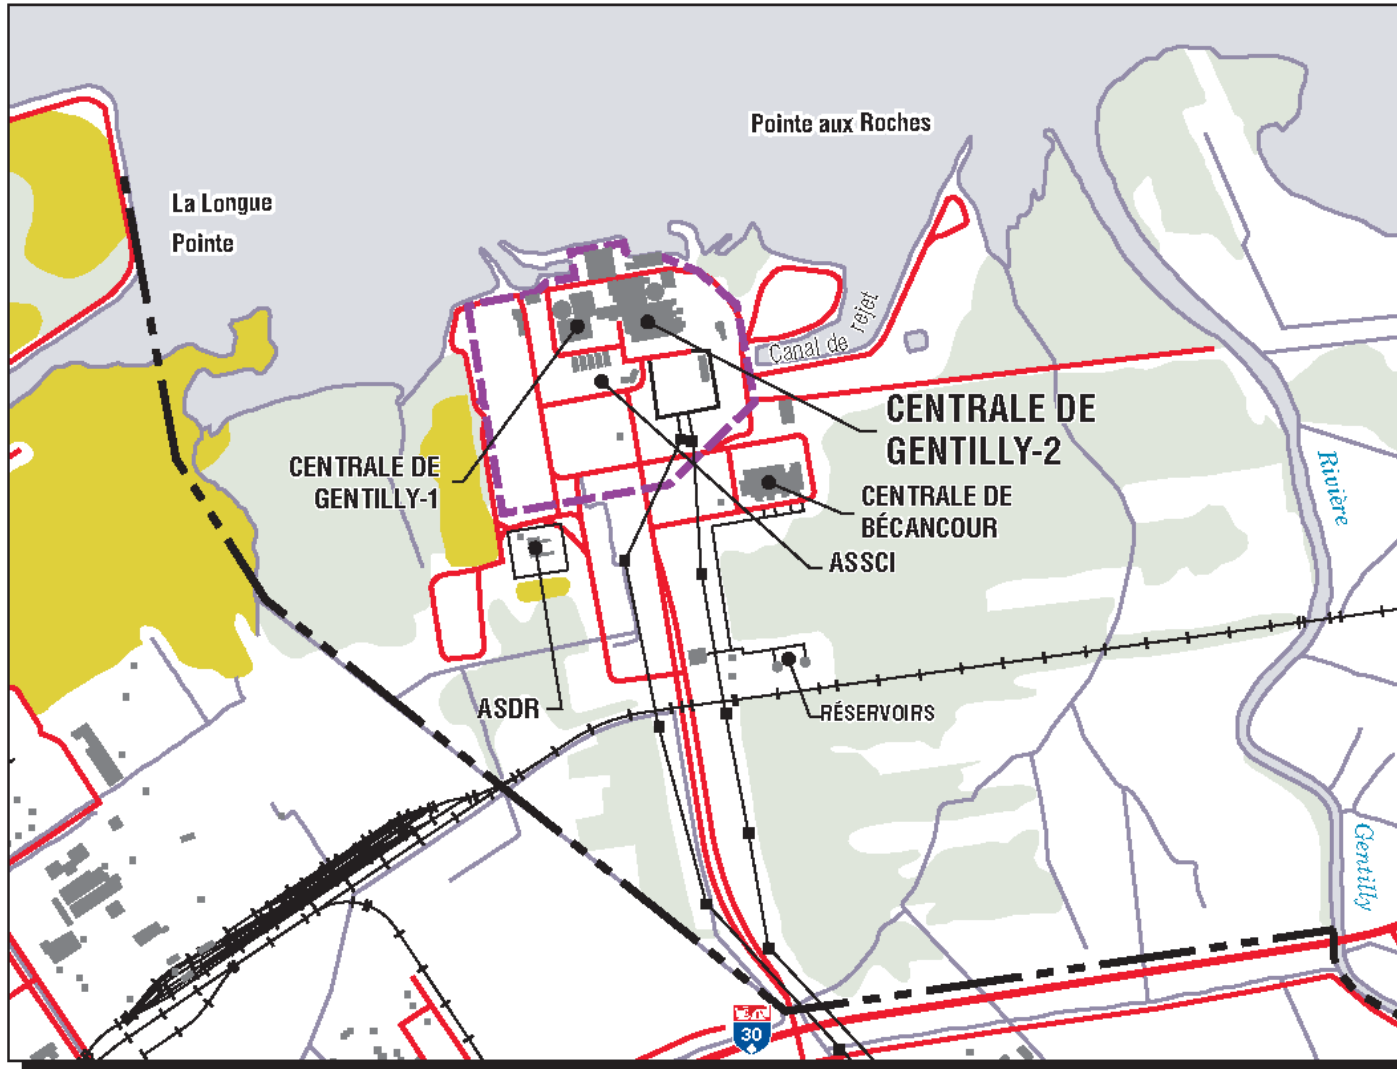 Pointe aux Roches
La Longue
Pointe
Canal de rejet
CENTRALE DE
GENTILLY-2
CENTRALE DE
GENTILLY-1
CENTRALE DE
BÉCANCOUR
ASSCI
Rivière
ASDR
RÉSERVOIRS
Gentilly
30